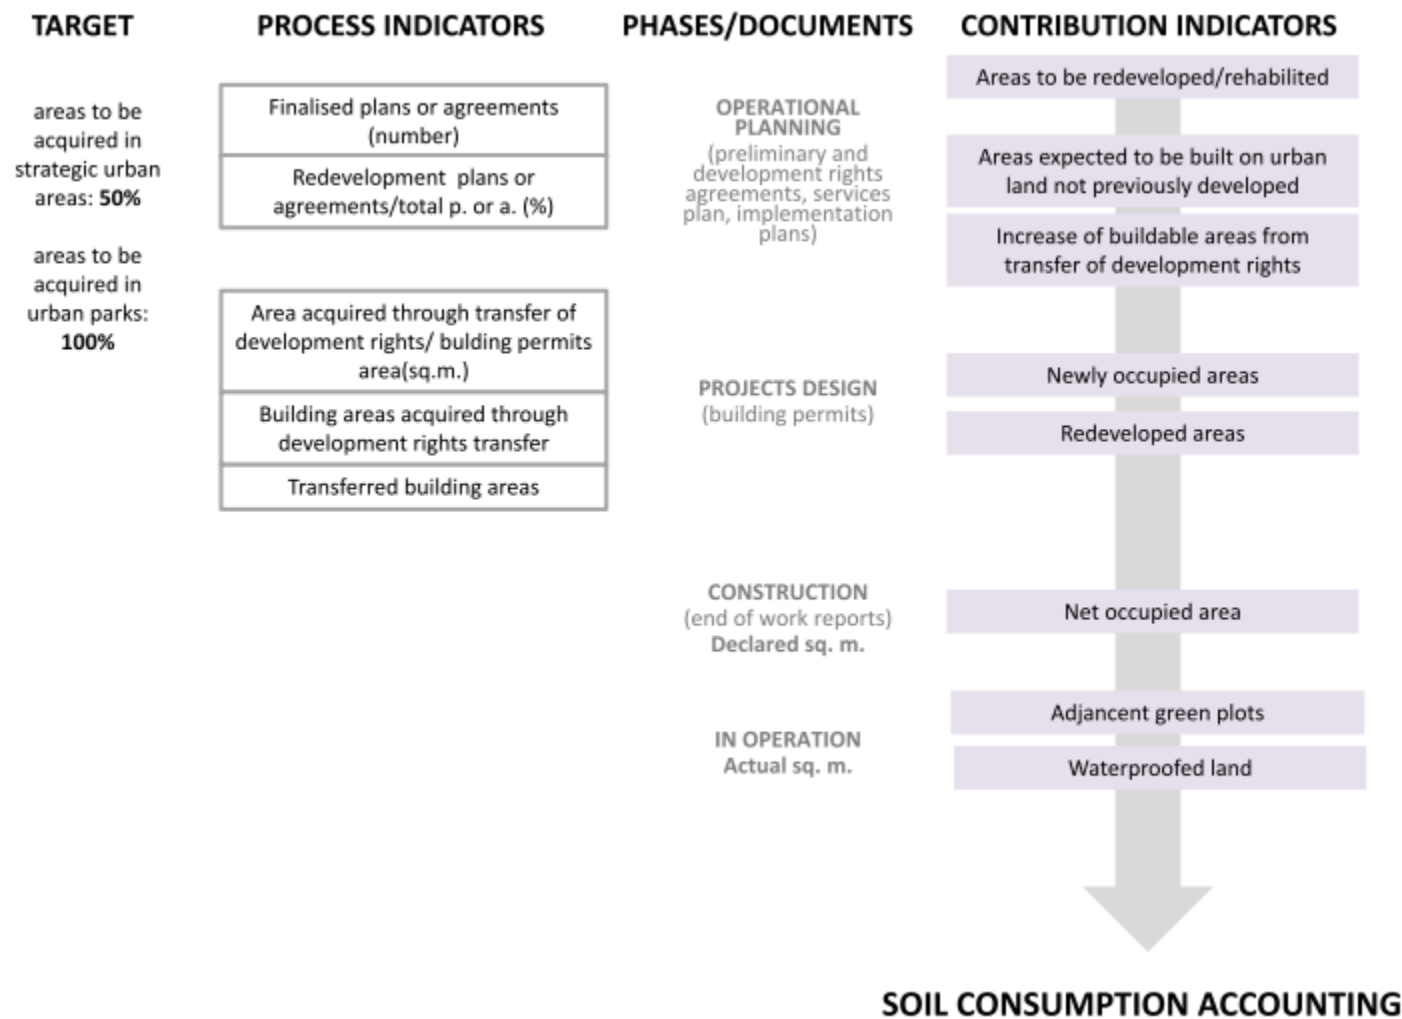 TARGET
PROCESS INDICATORS
PHASES/DOCUMENTS
CONTRIBUTION INDICATORS
areas to be
acquired in
strategic urban
areas: 50%
areas to be
acquired in
urban parks:
100%
Finalised plans or agreements
(number)
Redevelopment plans or
agreements/total p. or a. (%)
Area acquired through transfer of
development rights/ bulding permits
area(sq.m.)
Building areas acquired through
development rights transfer
Transferred building areas
OPERATIONAL
PLANNING
(preliminary and
development rights
agreements, services
plan, implementation
plans)
PROJECTS DESIGN
(building permits)
CONSTRUCTION
(end of work reports)
Declared sq. m.
IN OPERATION
Actual sq. m.
Areas to be redeveloped/rehabilited
Areas expected to be built on urban
land not previously developed
Increase of buildable areas from
transfer of development rights
Newly occupied areas
Redeveloped areas
Net occupied area
Adjancent green plots
Waterproofed land
SOIL CONSUMPTION ACCOUNTING